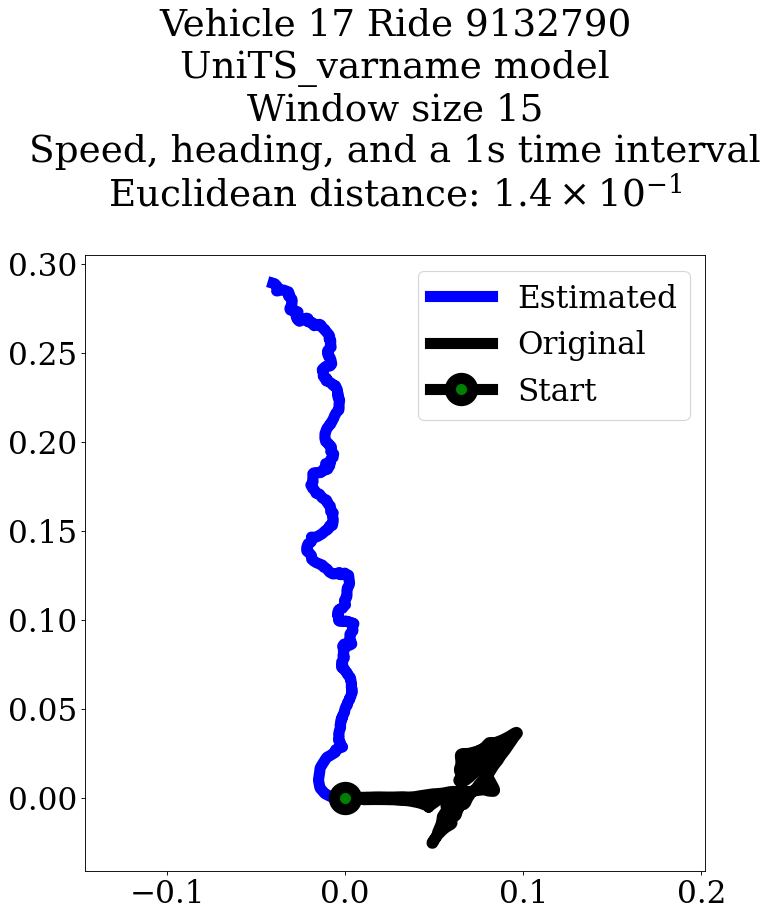 Vehicle 17 Ride 9132790
UniTS_varname model
Window size 15
Speed, heading, and a 1s time interval
Euclidean distance: 1.4 × 10⁻¹
0.30
0.25
0.20
0.15
0.10
0.05
0.00
Estimated
Original
Start
−0.1
0.0
0.1
0.2